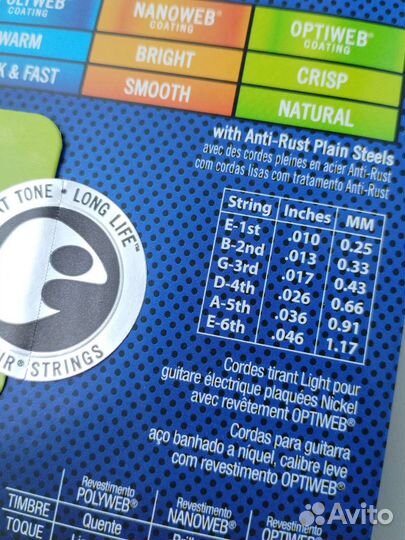 POLYWEB®
NANOWEB®
COATING
OPTIWEB®
COATING
WARM
BRIGHT
CRISP
& FAST
SMOOTH
NATURAL
with Anti-Rust Plain Steels
avec des cordes pleines en acier Anti-Rust
com cordas lisas com tratamento Anti-Rust
String Inches MM
E-1st .010 0.25
B-2nd .013 0.33
G-3rd .017 0.43
D-4th .026 0.66
A-5th .036 0.91
E-6th .046 1.17
TONE * LONG LIFE™
STRINGS
Cordes tirant Light pour
guitare électrique plaquées Nickel
avec revêtement OPTIWEB®
Cordas para guitarra
aço banhado a níquel, calibre leve
com revestimento OPTIWEB®
Revestimento
POLYWEB®
Revestimento
NANOWEB®
Revestimento
OPTIWEB®
TIMBRE
Quente
TOQUE
Avito